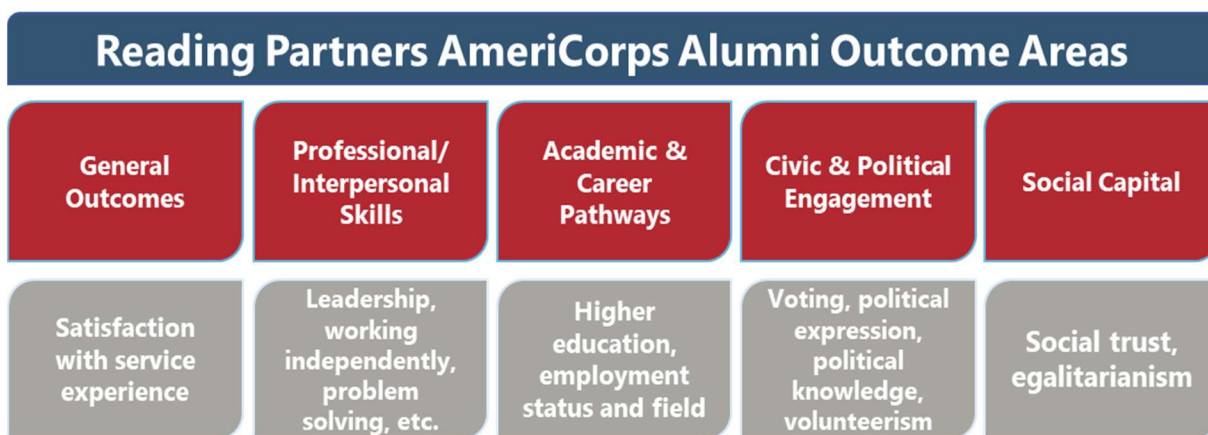 Reading Partners AmeriCorps Alumni Outcome Areas
General
Outcomes
Professional/
Interpersonal
Skills
Academic &
Career
Pathways
Civic & Political
Engagement
Social Capital
Satisfaction
with service
experience
Leadership,
working
independently,
problem
solving, etc.
Higher
education,
employment
status and field
Voting, political
expression,
political
knowledge,
volunteerism
Social trust,
egalitarianism